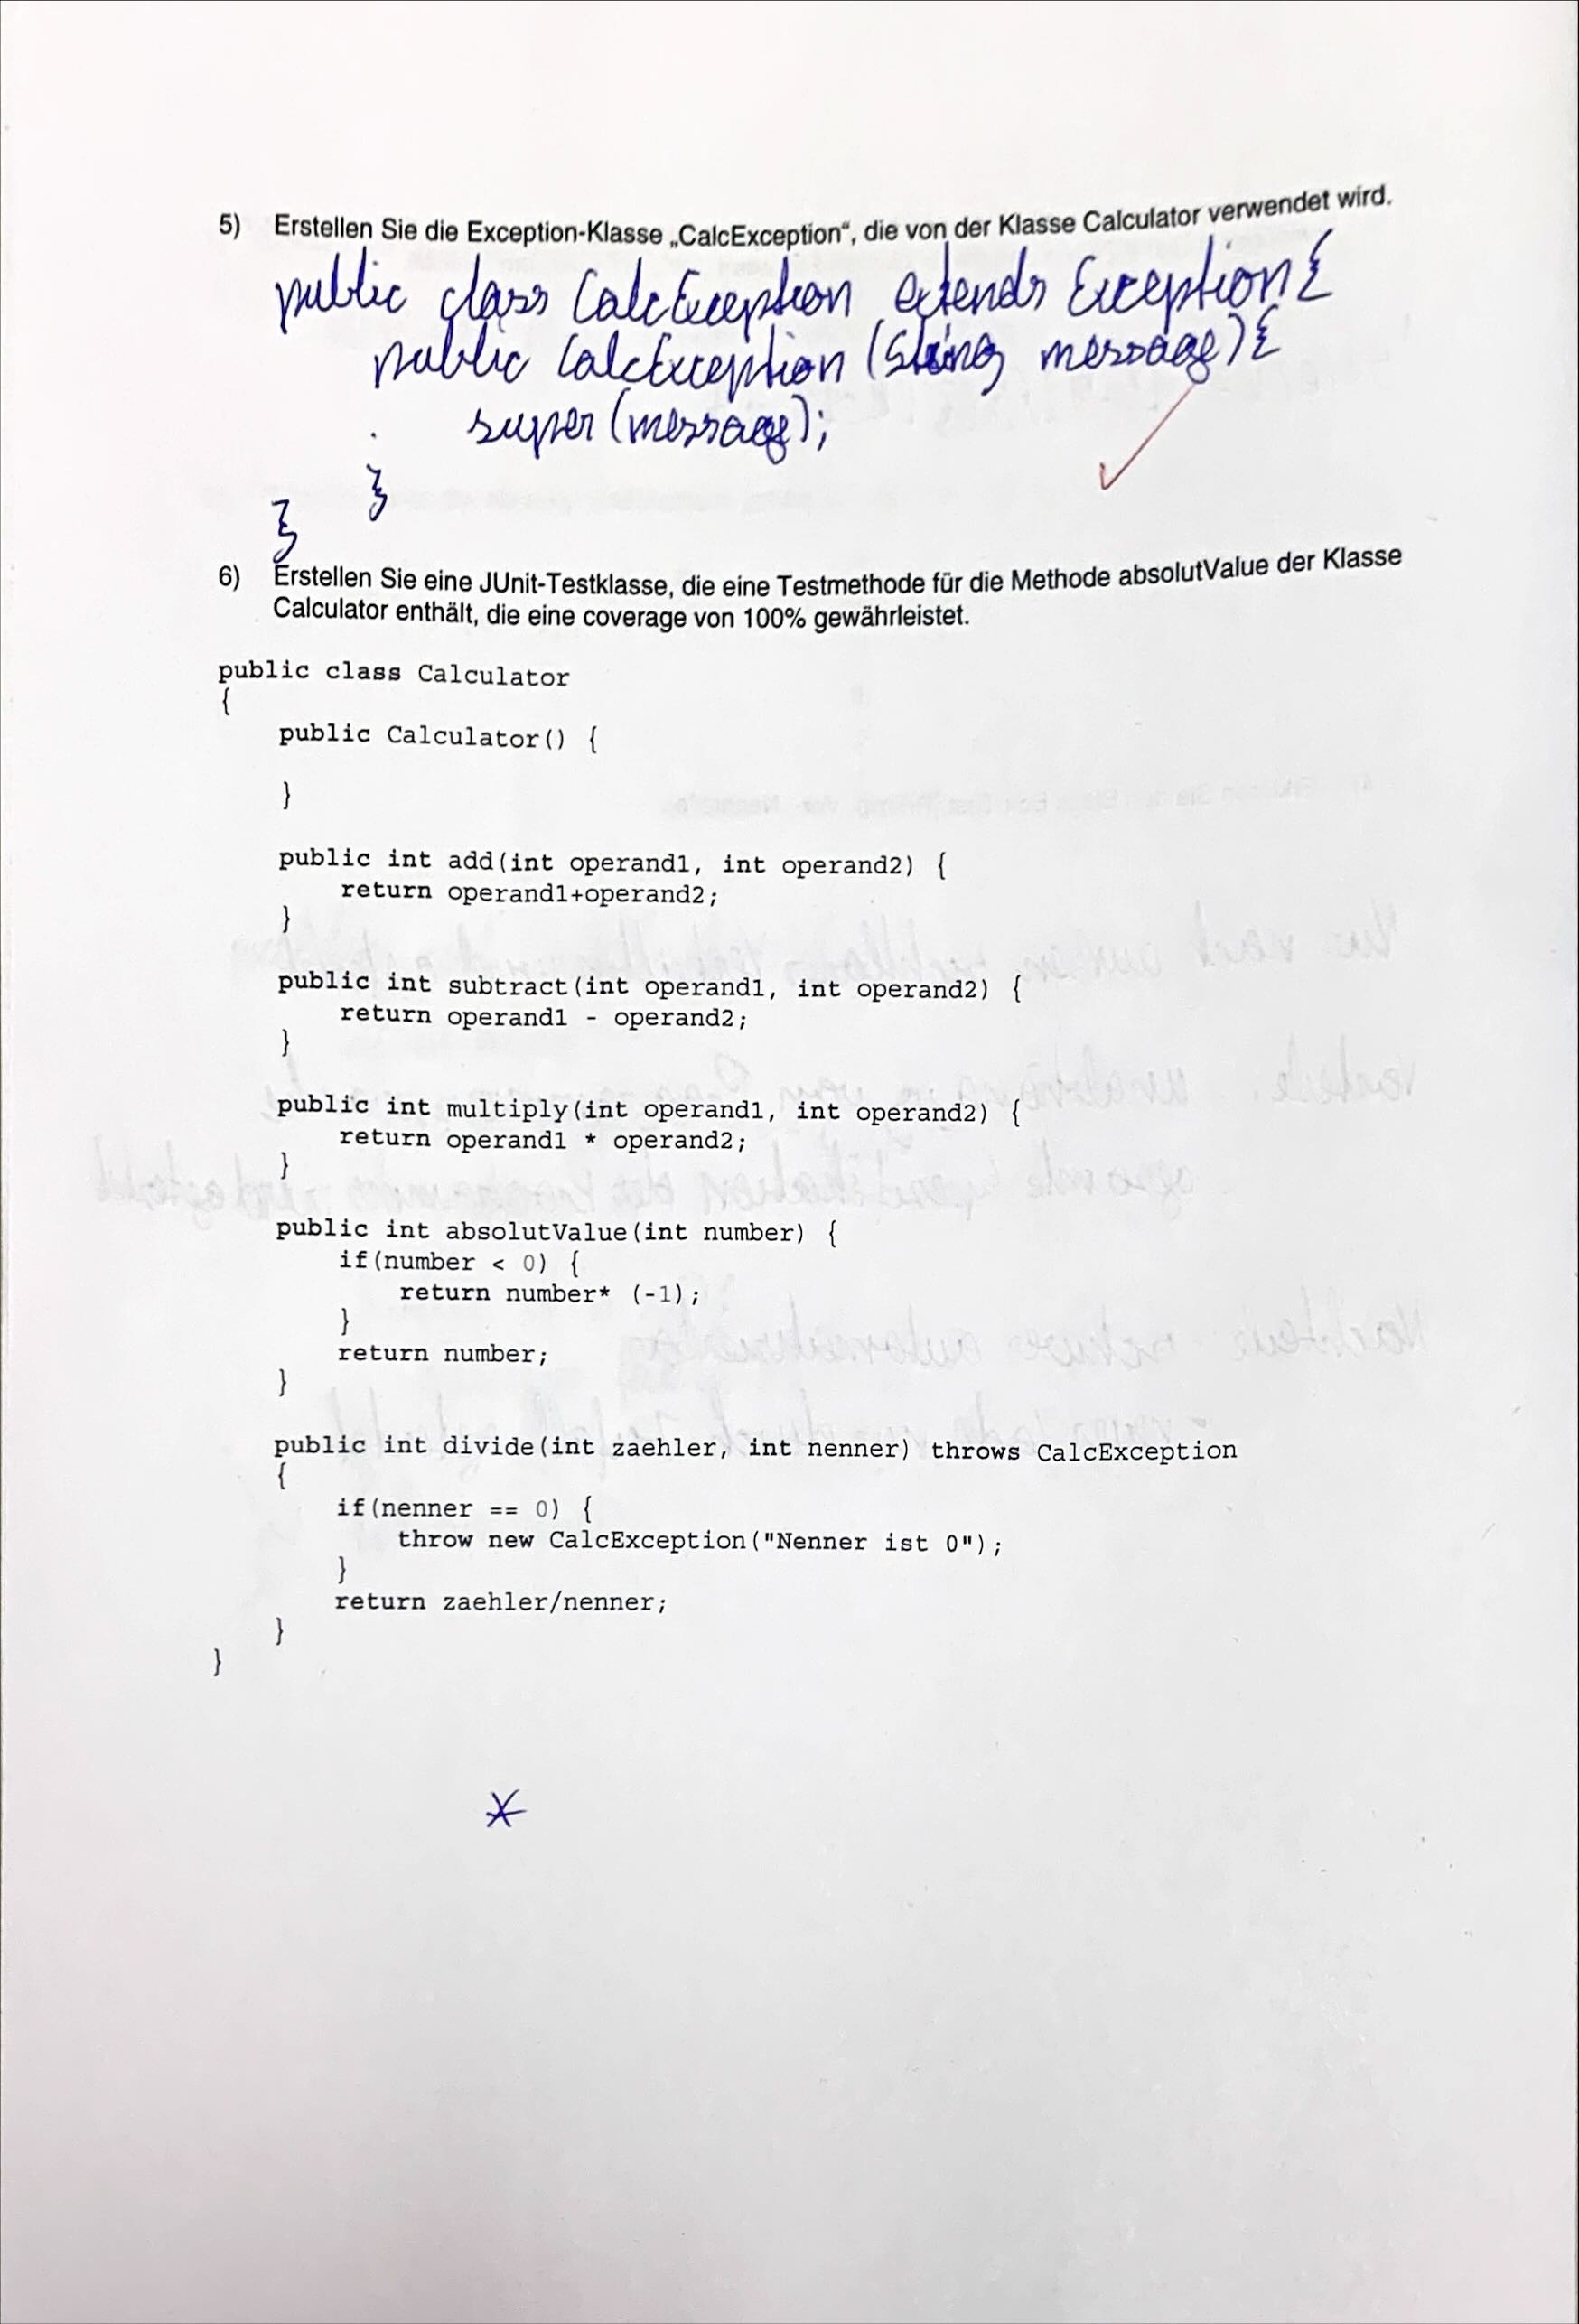 5) Erstellen Sie die Exception-Klasse „CalcException“, die von der Klasse Calculator verwendet wird.
public class CalcException extends Exception{
public CalcException (String message){
super (message);
}
}
6) Erstellen Sie eine JUnit-Testklasse, die eine Testmethode für die Methode absolutValue der Klasse
Calculator enthält, die eine coverage von 100% gewährleistet.
public class Calculator
{
public Calculator() {
}
public int add(int operand1, int operand2) {
return operand1+operand2;
}
public int subtract(int operand1, int operand2) {
return operand1 - operand2;
}
public int multiply(int operand1, int operand2) {
return operand1 * operand2;
}
public int absolutValue(int number) {
if(number < 0) {
return number* (-1);
}
return number;
}
public int divide(int zaehler, int nenner) throws CalcException
{
if(nenner == 0) {
throw new CalcException("Nenner ist 0");
}
return zaehler/nenner;
}
}
*